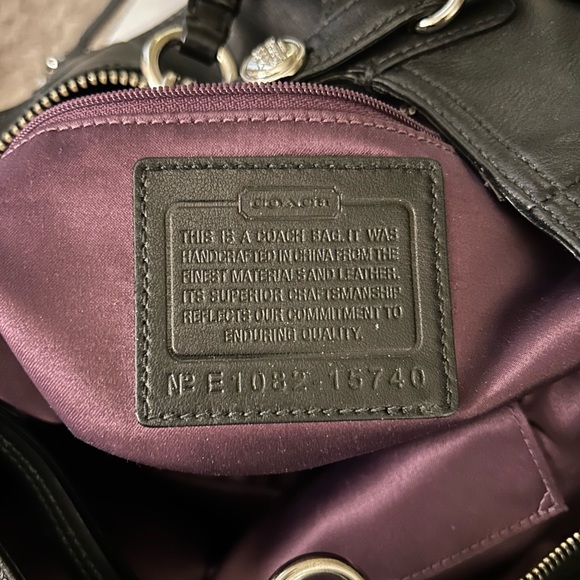 COACH
THIS IS A COACH BAG. IT WAS
HANDCRAFTED IN CHINA FROM THE
FINEST MATERIALS AND LEATHER.
ITS SUPERIOR CRAFTSMANSHIP
REFLECTS OUR COMMITMENT TO
ENDURING QUALITY.
Nº E1082-15740